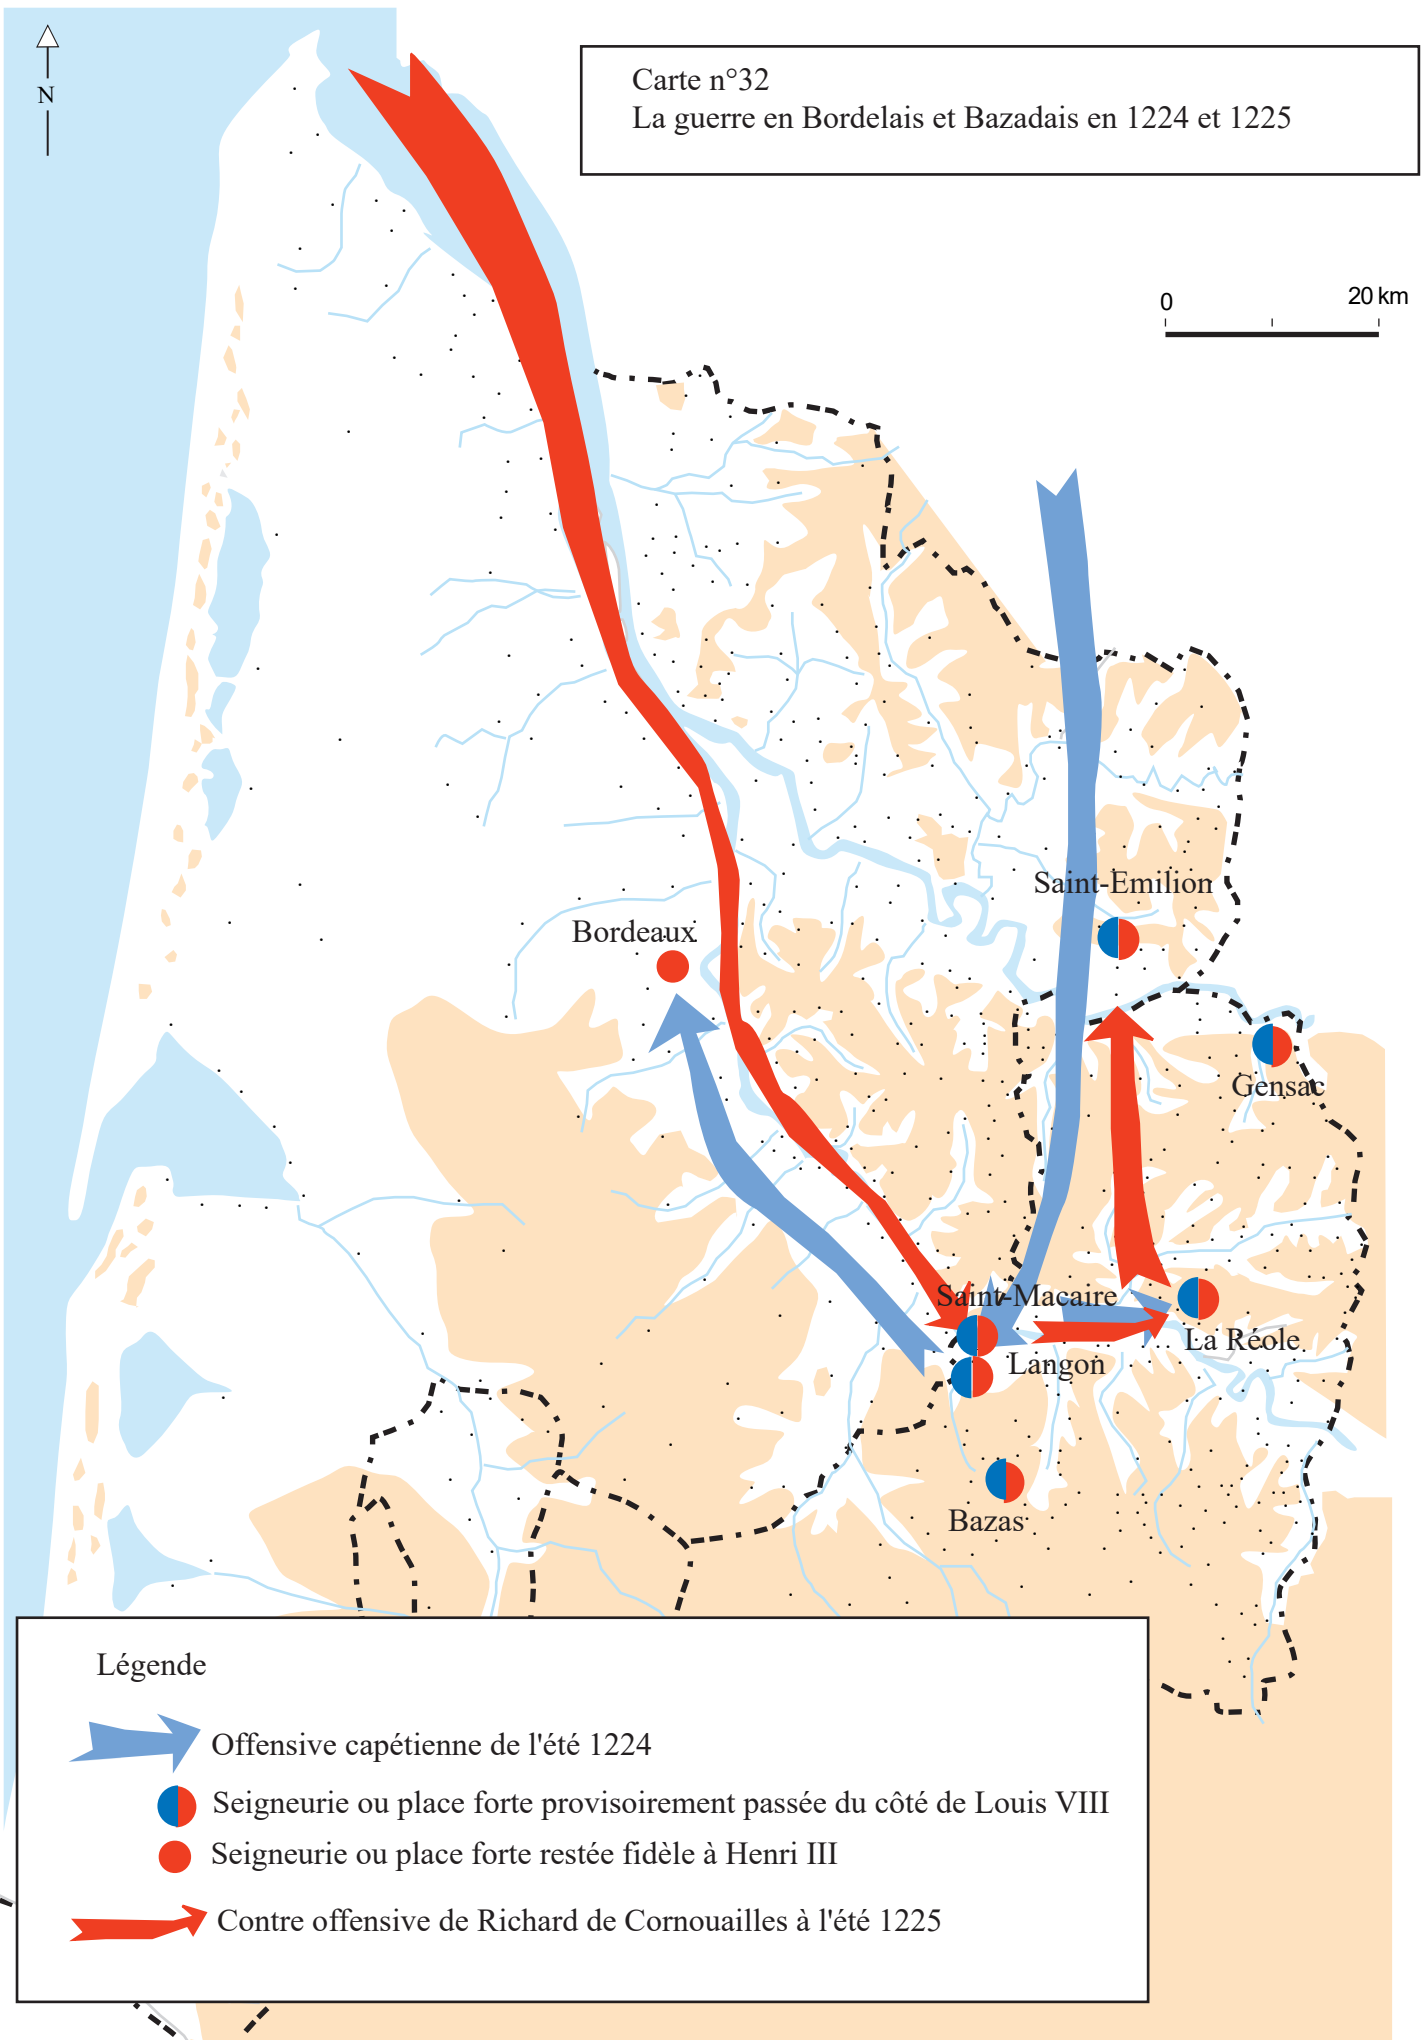 N
Carte n°32
La guerre en Bordelais et Bazadais en 1224 et 1225
0
20 km
Saint-Emilion
Bordeaux
Gensac
Saint-Macaire
La Réole
Langon
Bazas
Légende
Offensive capétienne de l'été 1224
Seigneurie ou place forte provisoirement passée du côté de Louis VIII
Seigneurie ou place forte restée fidèle à Henri III
Contre offensive de Richard de Cornouailles à l'été 1225